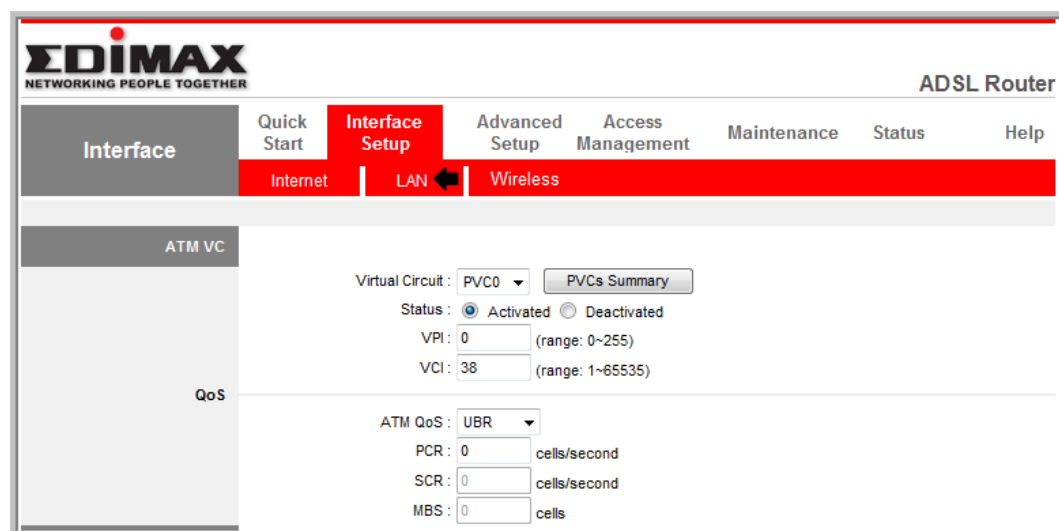 EDIMAX
NETWORKING PEOPLE TOGETHER
ADSL Router
Interface
Quick Start
Interface Setup
Advanced Setup
Access Management
Maintenance
Status
Help
Internet
LAN
Wireless
ATM VC
Virtual Circuit : PVC0 PVCs Summary
Status : Activated Deactivated
VPI : 0 (range: 0~255)
VCI : 38 (range: 1~65535)
QoS
ATM QoS : UBR
PCR : 0 cells/second
SCR : 0 cells/second
MBS : 0 cells